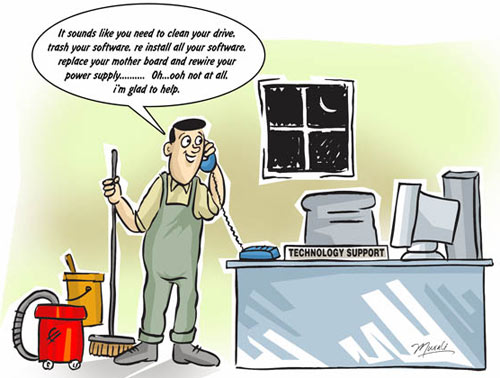 It sounds like you need to clean your drive,
trash your software, re install all your software,
replace your mother board and rewire your
power supply.......... Oh...ooh not at all.
i'm glad to help.
TECHNOLOGY SUPPORT
Murali